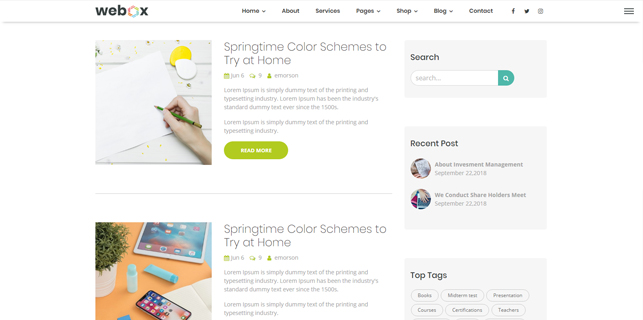 webox
Home
About
Services
Pages
Shop
Blog
Contact
Springtime Color Schemes to
Try at Home
Jun 6 9 emorson
Lorem Ipsum is simply dummy text of the printing and
typesetting industry. Lorem Ipsum has been the industry's
standard dummy text ever since the 1500s.
Lorem Ipsum is simply dummy text of the printing and
typesetting industry.
READ MORE
Springtime Color Schemes to
Try at Home
Jun 6 9 emorson
Lorem Ipsum is simply dummy text of the printing and
typesetting industry. Lorem Ipsum has been the industry's
standard dummy text ever since the 1500s.
Lorem Ipsum is simply dummy text of the printing and
typesetting industry.
Search
search...
Recent Post
About Invesment Management
September 22,2018
We Conduct Share Holders Meet
September 22,2018
Top Tags
Books Midterm test Presentation
Courses Certifications Teachers